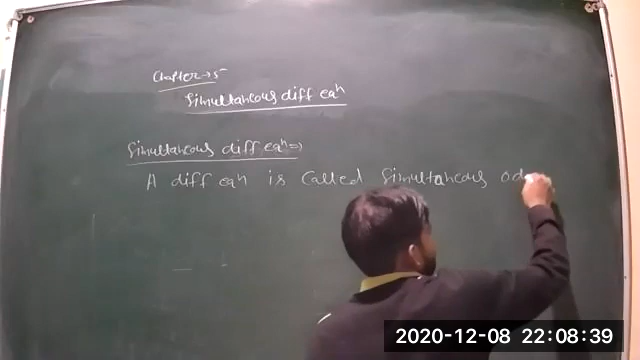 Chapter → 5
Simultaneous diff eqⁿ
Simultaneous diff eqⁿ ⇒
A diff eqⁿ is called Simultaneous od
2020-12-08 22:08:39